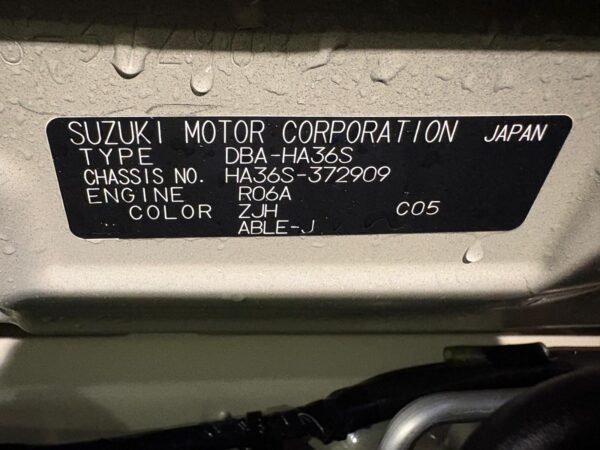 SUZUKI MOTOR CORPORATION JAPAN
TYPE DBA-HA36S
CHASSIS NO. HA36S-372909
ENGINE R06A
COLOR ZJH C05
ABLE-J